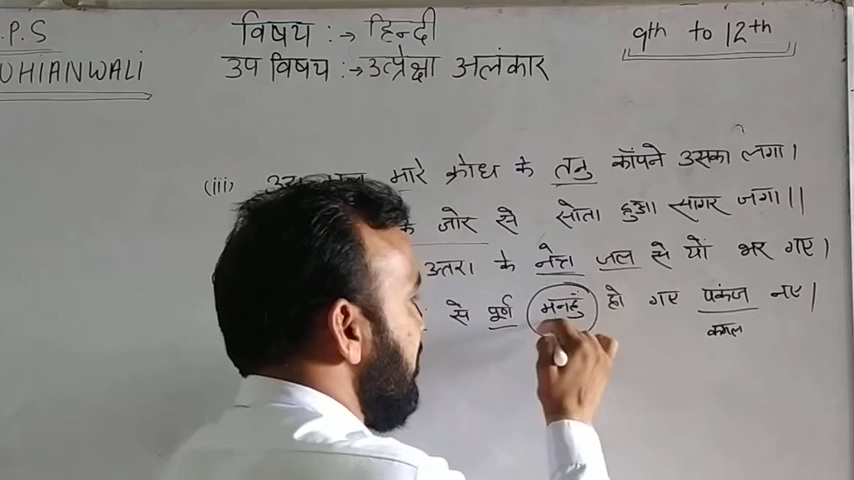 .P.S
UHIANWALI
विषय :→ हिन्दी
उप विषय :→ उत्प्रेक्षा अलंकार
9th to 12th
(iii) मारे क्रोध के तनु काँपने उसका लगा।
के जोर से सोता हुआ सागर जगा।।
उत्तरा के नेत्र जल से यों भर गए।
से पूर्ण मनहुँ हो गए पकंज नए।
कमल